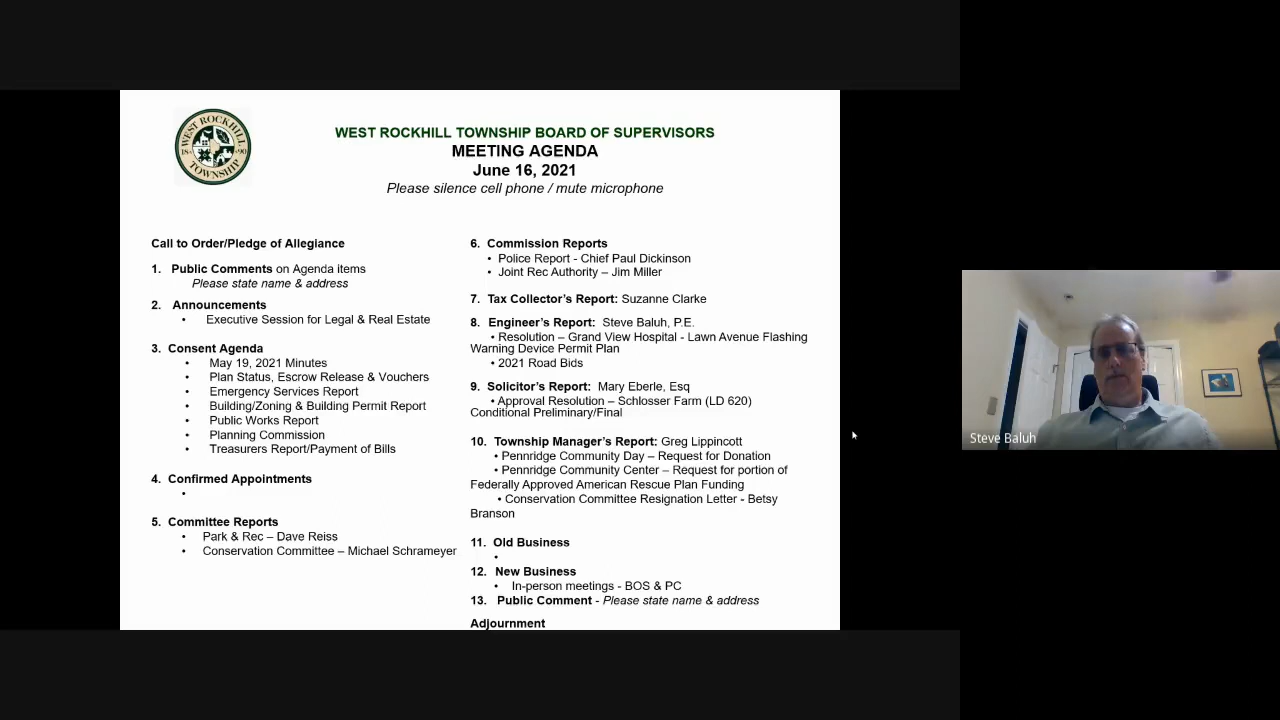 WEST ROCKHILL
18 90
TOWNSHIP
WEST ROCKHILL TOWNSHIP BOARD OF SUPERVISORS
MEETING AGENDA
June 16, 2021
Please silence cell phone / mute microphone
Call to Order/Pledge of Allegiance
1. Public Comments on Agenda items
Please state name & address
2. Announcements
• Executive Session for Legal & Real Estate
3. Consent Agenda
• May 19, 2021 Minutes
• Plan Status, Escrow Release & Vouchers
• Emergency Services Report
• Building/Zoning & Building Permit Report
• Public Works Report
• Planning Commission
• Treasurers Report/Payment of Bills
4. Confirmed Appointments
•
5. Committee Reports
• Park & Rec – Dave Reiss
• Conservation Committee – Michael Schrameyer
6. Commission Reports
• Police Report - Chief Paul Dickinson
• Joint Rec Authority – Jim Miller
7. Tax Collector's Report: Suzanne Clarke
8. Engineer's Report: Steve Baluh, P.E.
• Resolution – Grand View Hospital - Lawn Avenue Flashing
Warning Device Permit Plan
• 2021 Road Bids
9. Solicitor's Report: Mary Eberle, Esq
• Approval Resolution – Schlosser Farm (LD 620)
Conditional Preliminary/Final
10. Township Manager's Report: Greg Lippincott
• Pennridge Community Day – Request for Donation
• Pennridge Community Center – Request for portion of
Federally Approved American Rescue Plan Funding
• Conservation Committee Resignation Letter - Betsy
Branson
11. Old Business
•
12. New Business
• In-person meetings - BOS & PC
13. Public Comment - Please state name & address
Adjournment
Steve Baluh